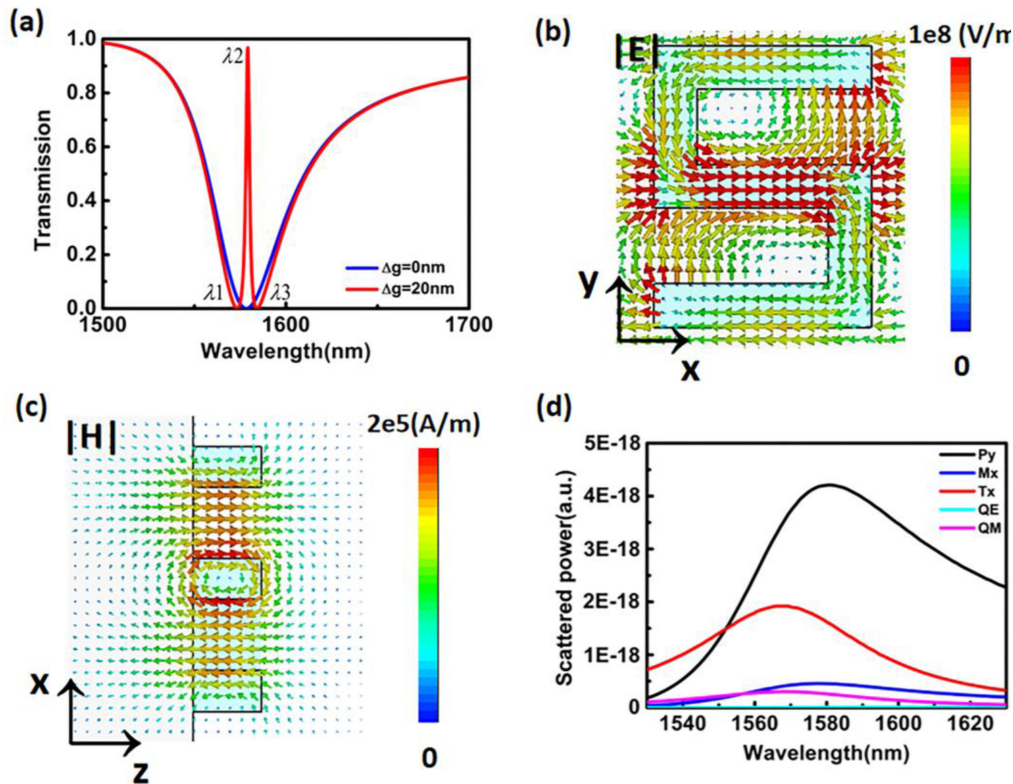 (a)
Transmission
1.0
0.8
0.6
0.4
0.2
0.0
λ2
λ1
λ3
Δg=0nm
Δg=20nm
1500
1600
1700
Wavelength(nm)
(b)
|E|
1e8 (V/m)
0
y
x
(c)
|H|
2e5(A/m)
0
x
z
(d)
Scattered power(a.u.)
5E-18
4E-18
3E-18
2E-18
1E-18
0
Py
Mx
Tx
QE
QM
1540
1560
1580
1600
1620
Wavelength(nm)